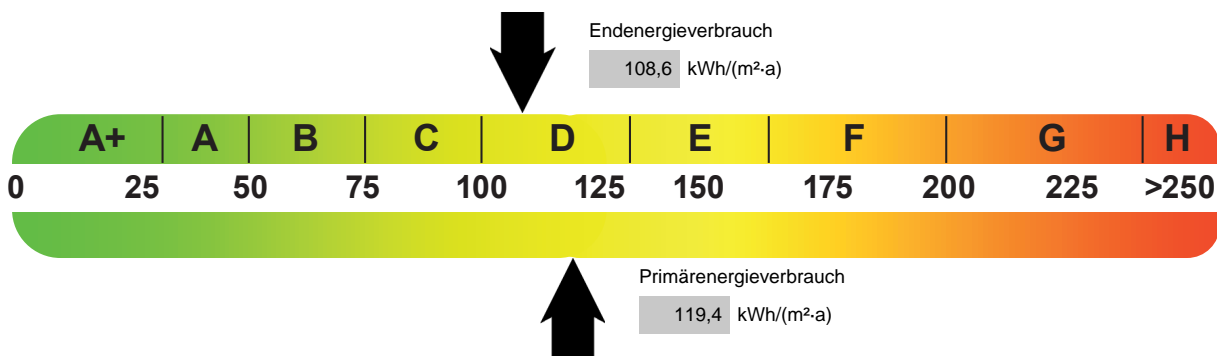 Endenergieverbrauch
108,6 kWh/(m²·a)
A+ A B C D E F G H
0 25 50 75 100 125 150 175 200 225 >250
Primärenergieverbrauch
119,4 kWh/(m²·a)